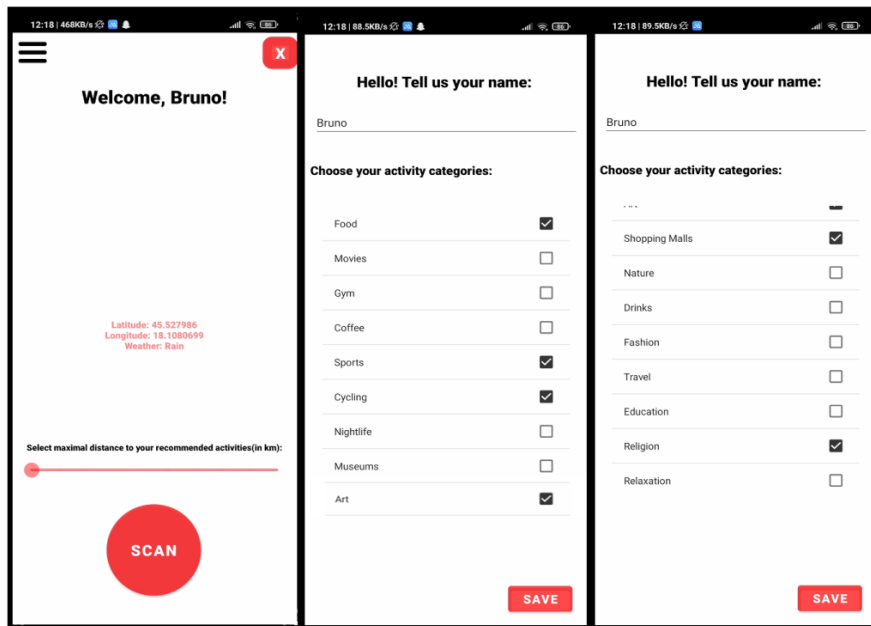 12:18 | 468KB/s
86
X
Welcome, Bruno!
Latitude: 45.527986
Longitude: 18.1080699
Weather: Rain
Select maximal distance to your recommended activities(in km):
SCAN
12:18 | 88.5KB/s
86
Hello! Tell us your name:
Bruno
Choose your activity categories:
Food
Movies
Gym
Coffee
Sports
Cycling
Nightlife
Museums
Art
SAVE
12:18 | 89.5KB/s
86
Hello! Tell us your name:
Bruno
Choose your activity categories:
Shopping Malls
Nature
Drinks
Fashion
Travel
Education
Religion
Relaxation
SAVE